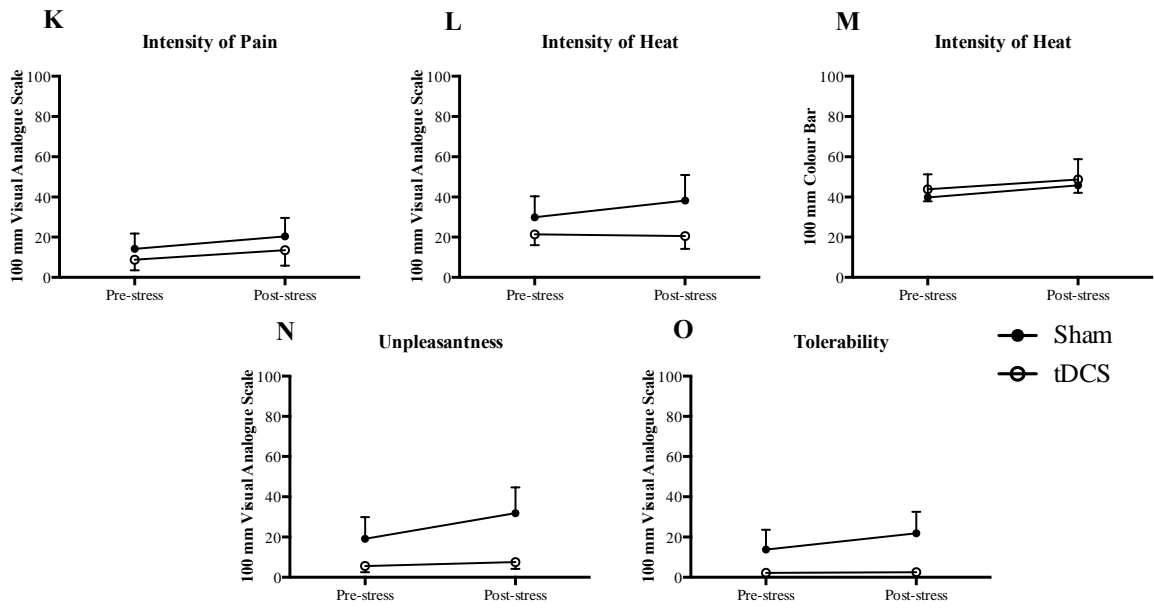 K
Intensity of Pain
100 mm Visual Analogue Scale
100
80
60
40
20
0
Pre-stress Post-stress
L
Intensity of Heat
100 mm Visual Analogue Scale
100
80
60
40
20
0
Pre-stress Post-stress
M
Intensity of Heat
100 mm Colour Bar
100
80
60
40
20
0
Pre-stress Post-stress
N
Unpleasantness
100 mm Visual Analogue Scale
100
80
60
40
20
0
Pre-stress Post-stress
O
Tolerability
100 mm Visual Analogue Scale
100
80
60
40
20
0
Pre-stress Post-stress
Sham
tDCS